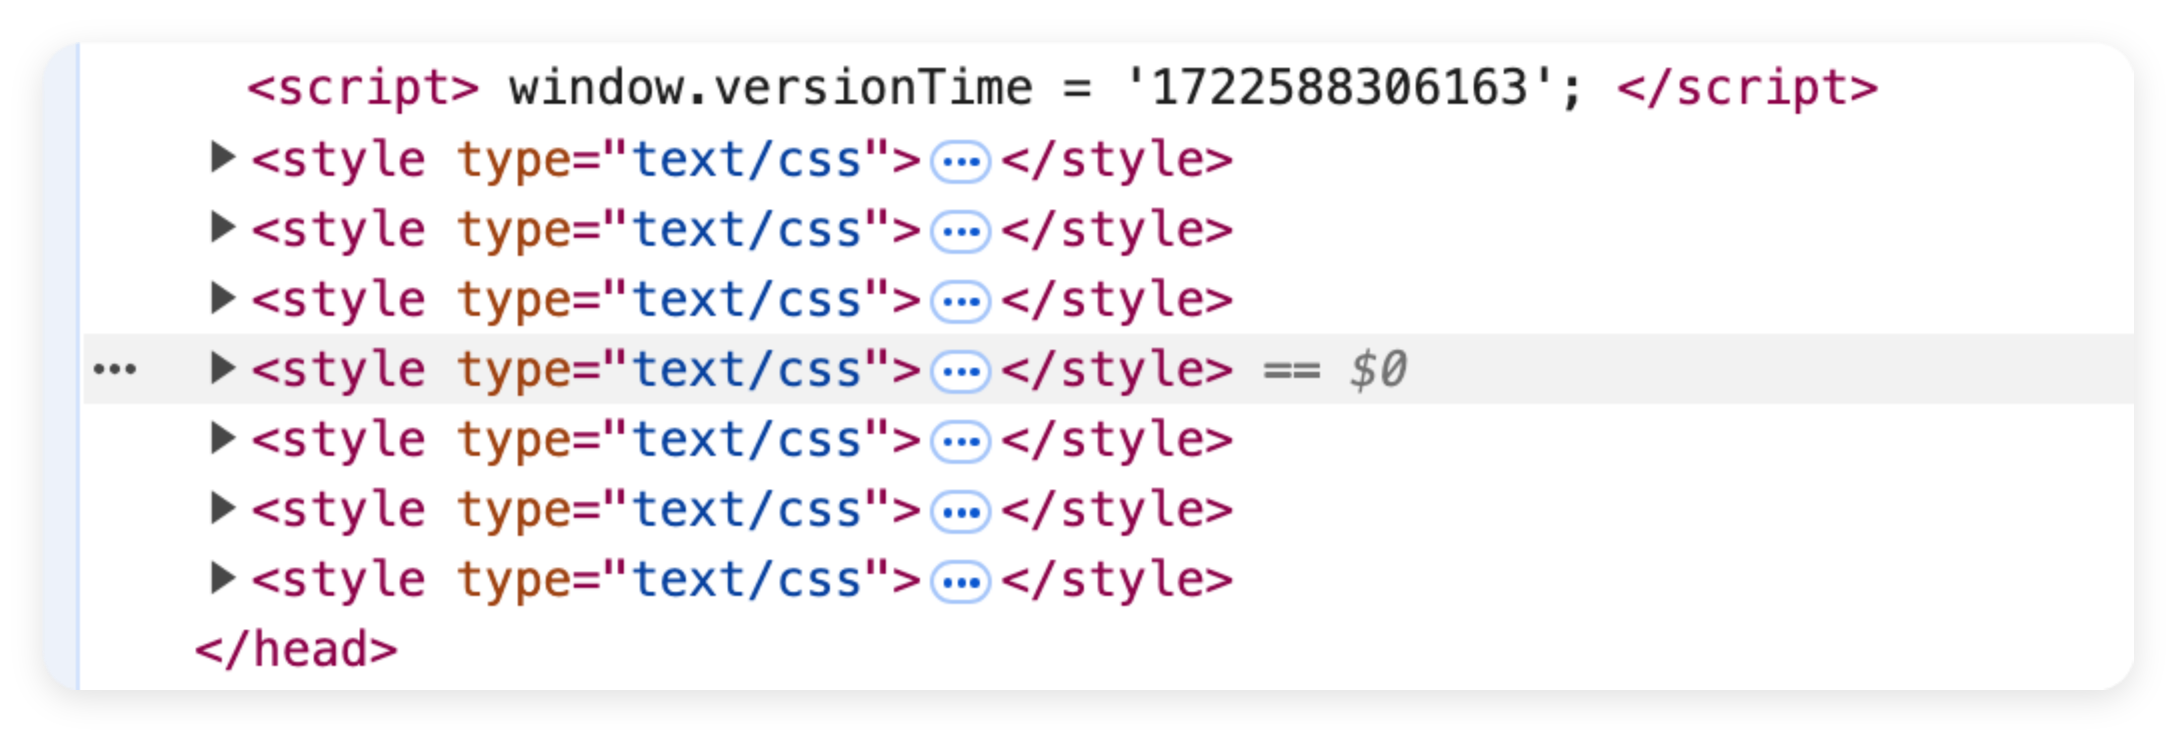 <script> window.versionTime = '1722588306163'; </script>
<style type="text/css">…</style>
<style type="text/css">…</style>
<style type="text/css">…</style>
… <style type="text/css">…</style> == $0
<style type="text/css">…</style>
<style type="text/css">…</style>
<style type="text/css">…</style>
</head>